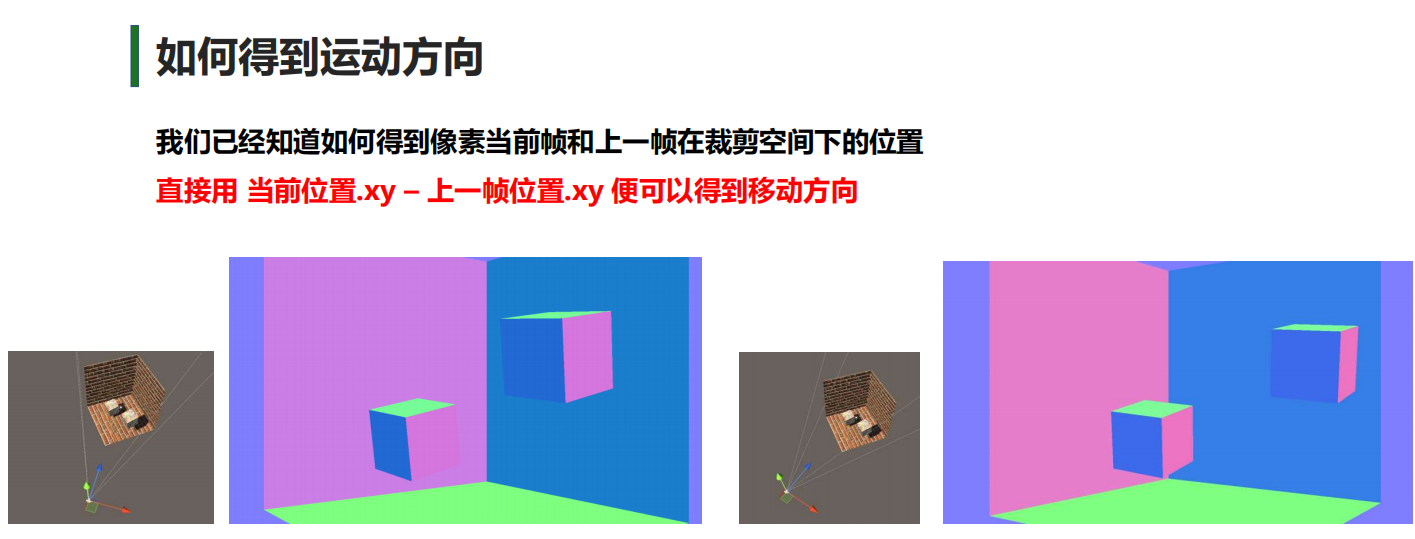 如何得到运动方向
我们已经知道如何得到像素当前帧和上一帧在裁剪空间下的位置
直接用 当前位置.xy – 上一帧位置.xy 便可以得到移动方向